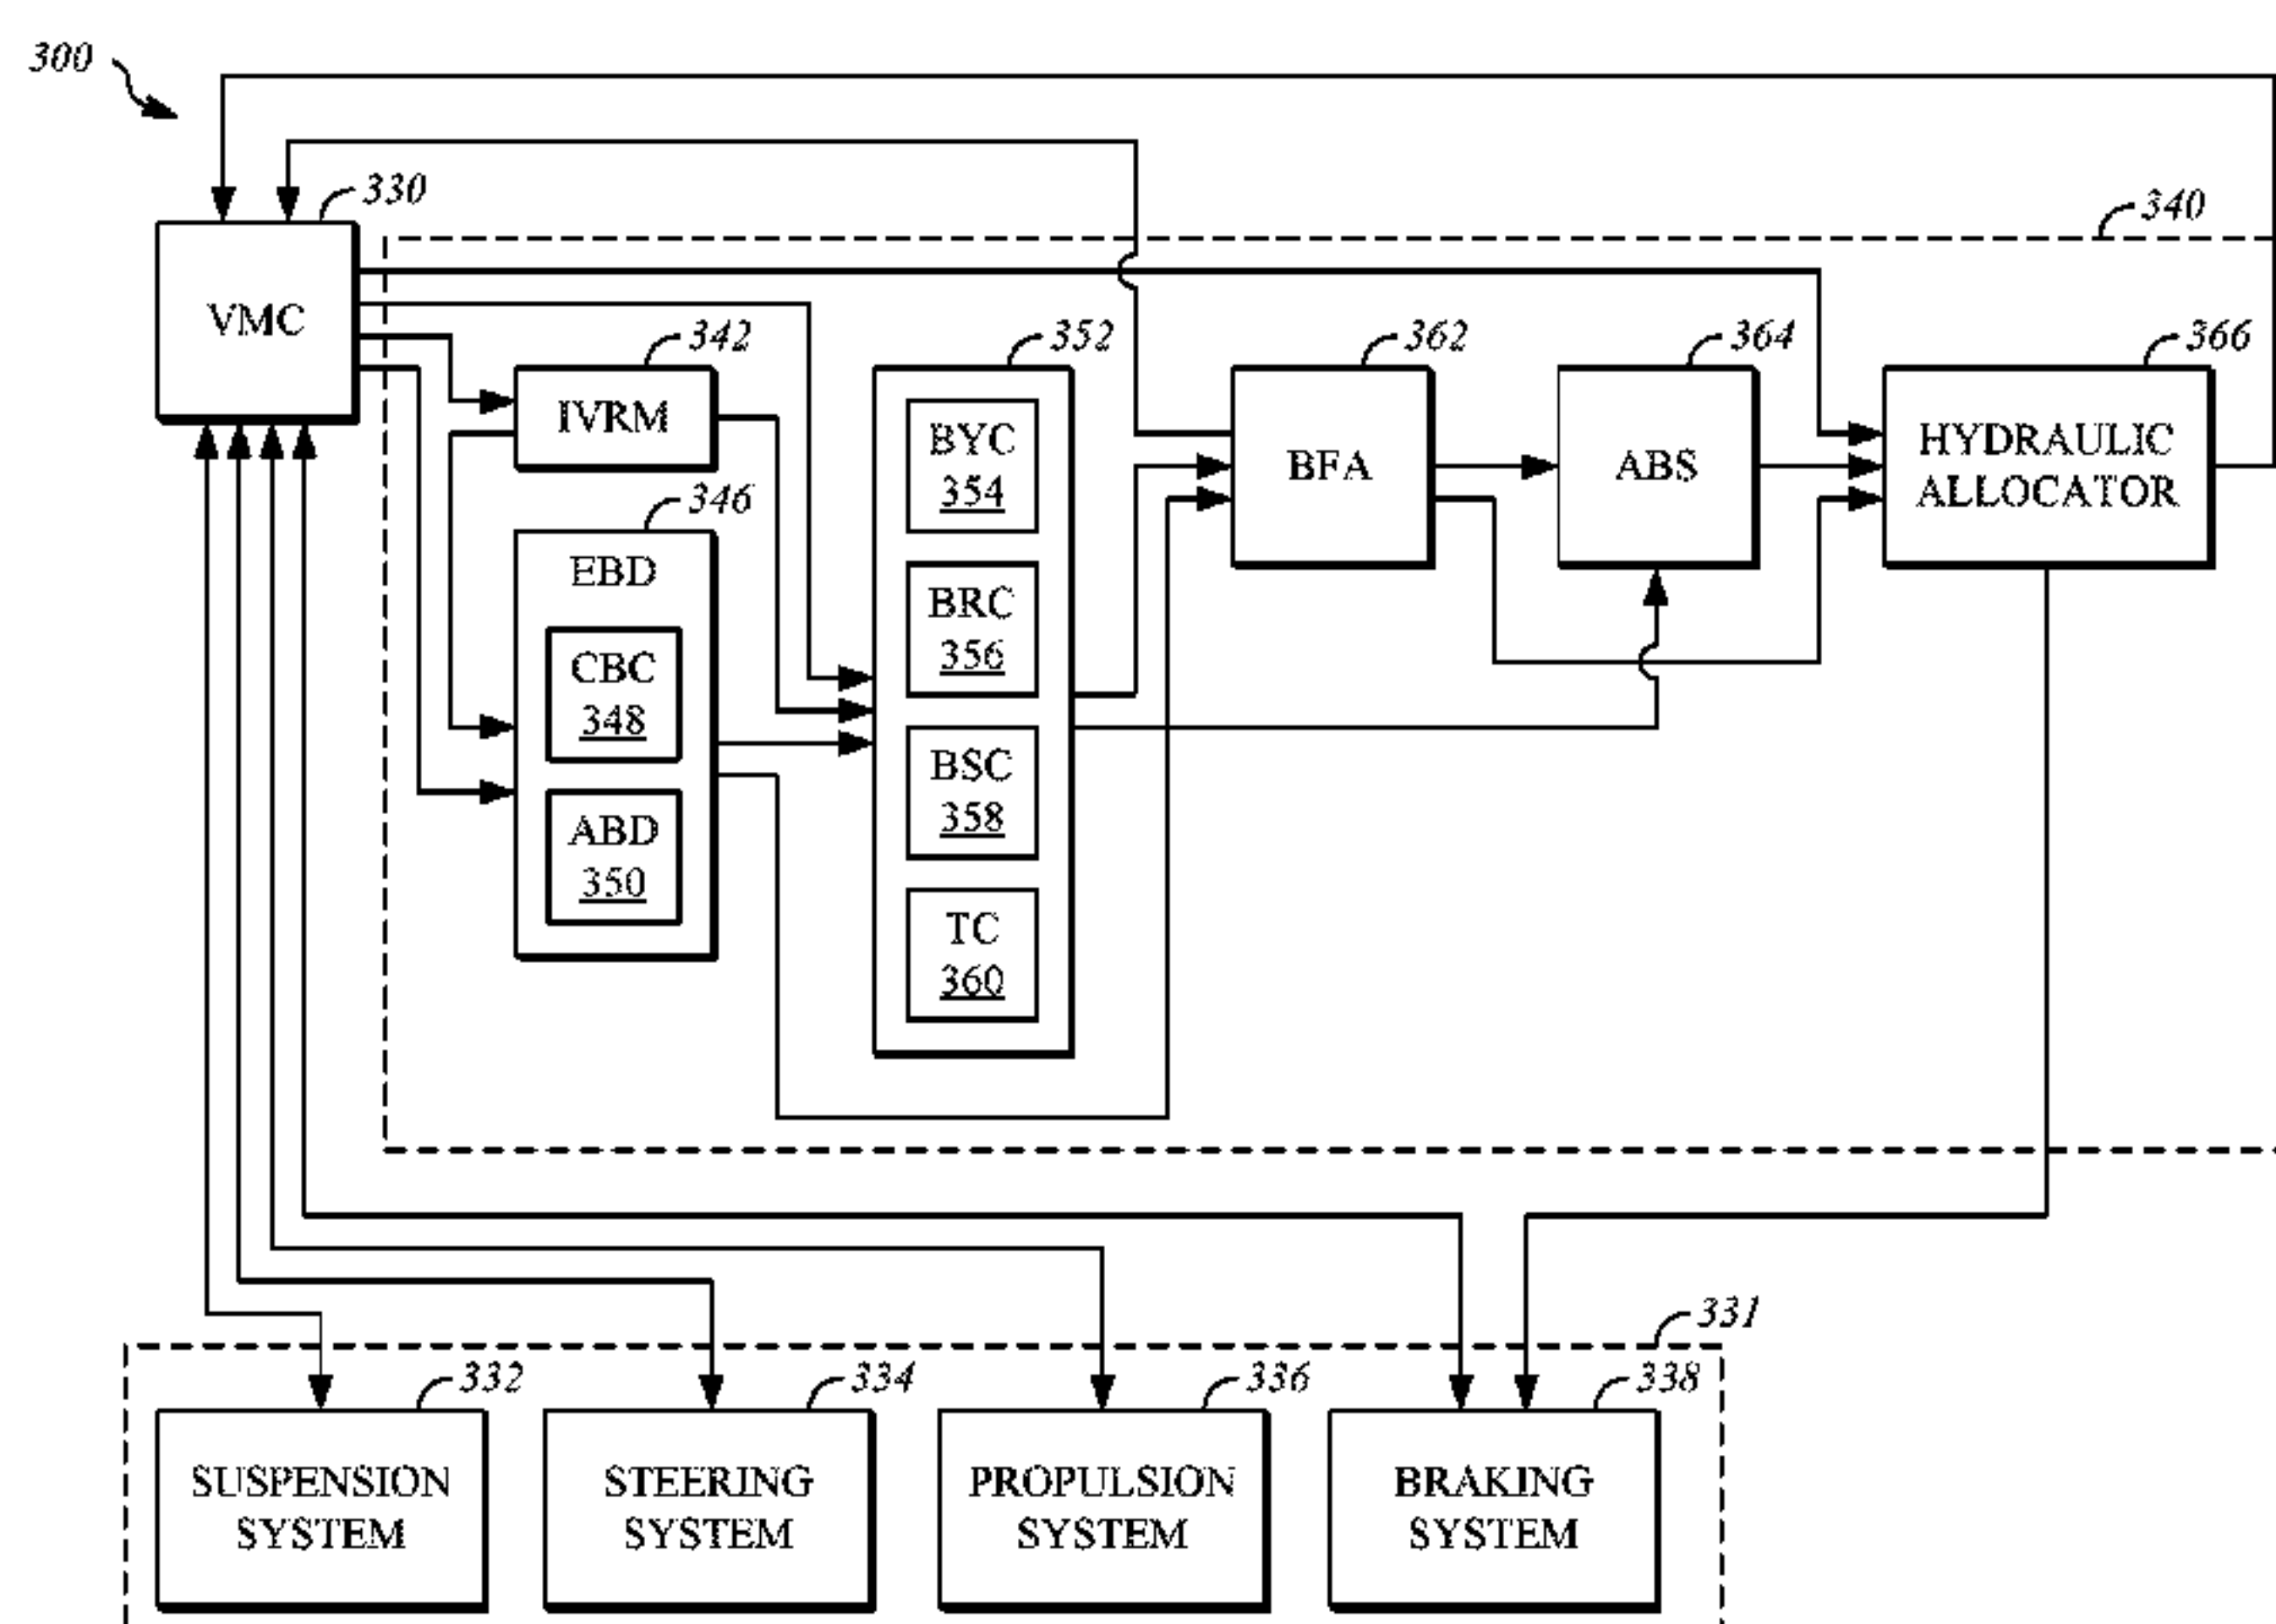 300
330
340
VMC
342
352
362
364
366
IVRM
BYC
354
BFA
ABS
HYDRAULIC
ALLOCATOR
346
EBD
BRC
356
CBC
348
BSC
358
ABD
350
TC
360
331
332
334
336
338
SUSPENSION
SYSTEM
STEERING
SYSTEM
PROPULSION
SYSTEM
BRAKING
SYSTEM